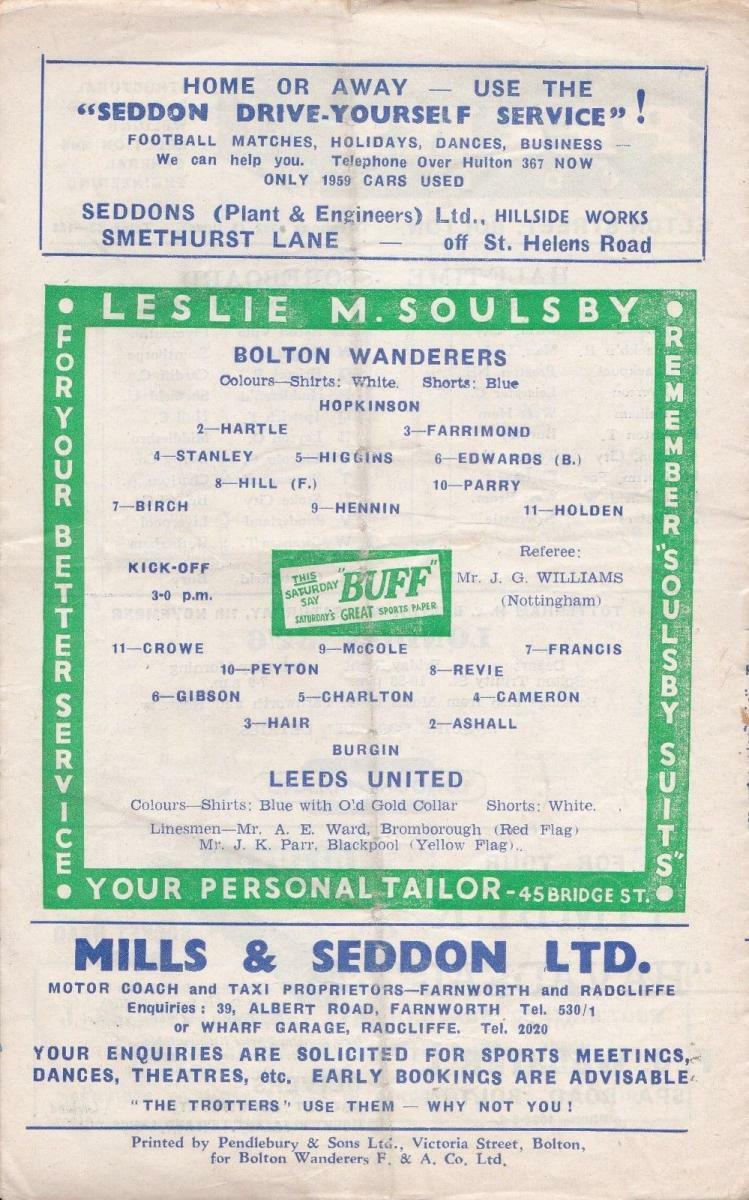 HOME OR AWAY — USE THE
"SEDDON DRIVE-YOURSELF SERVICE" !
FOOTBALL MATCHES, HOLIDAYS, DANCES, BUSINESS —
We can help you. Telephone Over Hulton 367 NOW
ONLY 1959 CARS USED
SEDDONS (Plant & Engineers) Ltd., HILLSIDE WORKS
SMETHURST LANE — off St. Helens Road
LESLIE M. SOULSBY
FOR YOUR BETTER SERVICE
REMEMBER "SOULSBY SUITS"
BOLTON WANDERERS
Colours—Shirts: White. Shorts: Blue
HOPKINSON
2—HARTLE 3—FARRIMOND
4—STANLEY 5—HIGGINS 6—EDWARDS (B.)
8—HILL (F.) 10—PARRY
7—BIRCH 9—HENNIN 11—HOLDEN
KICK-OFF
3-0 p.m.
THIS
SATURDAY
SAY
"BUFF"
SATURDAY'S GREAT SPORTS PAPER
Referee:
Mr. J. G. WILLIAMS
(Nottingham)
11—CROWE 9—McCOLE 7—FRANCIS
10—PEYTON 8—REVIE
6—GIBSON 5—CHARLTON 4—CAMERON
3—HAIR 2—ASHALL
BURGIN
LEEDS UNITED
Colours—Shirts: Blue with Old Gold Collar Shorts: White.
Linesmen—Mr. A. E. Ward, Bromborough (Red Flag)
Mr. J. K. Parr, Blackpool (Yellow Flag)..
YOUR PERSONAL TAILOR - 45 BRIDGE ST.
MILLS & SEDDON LTD.
MOTOR COACH and TAXI PROPRIETORS—FARNWORTH and RADCLIFFE
Enquiries: 39, ALBERT ROAD, FARNWORTH Tel. 530/1
or WHARF GARAGE, RADCLIFFE. Tel. 2020
YOUR ENQUIRIES ARE SOLICITED FOR SPORTS MEETINGS,
DANCES, THEATRES, etc. EARLY BOOKINGS ARE ADVISABLE
"THE TROTTERS" USE THEM — WHY NOT YOU!
Printed by Pendlebury & Sons Ltd., Victoria Street, Bolton,
for Bolton Wanderers F. & A. Co. Ltd.